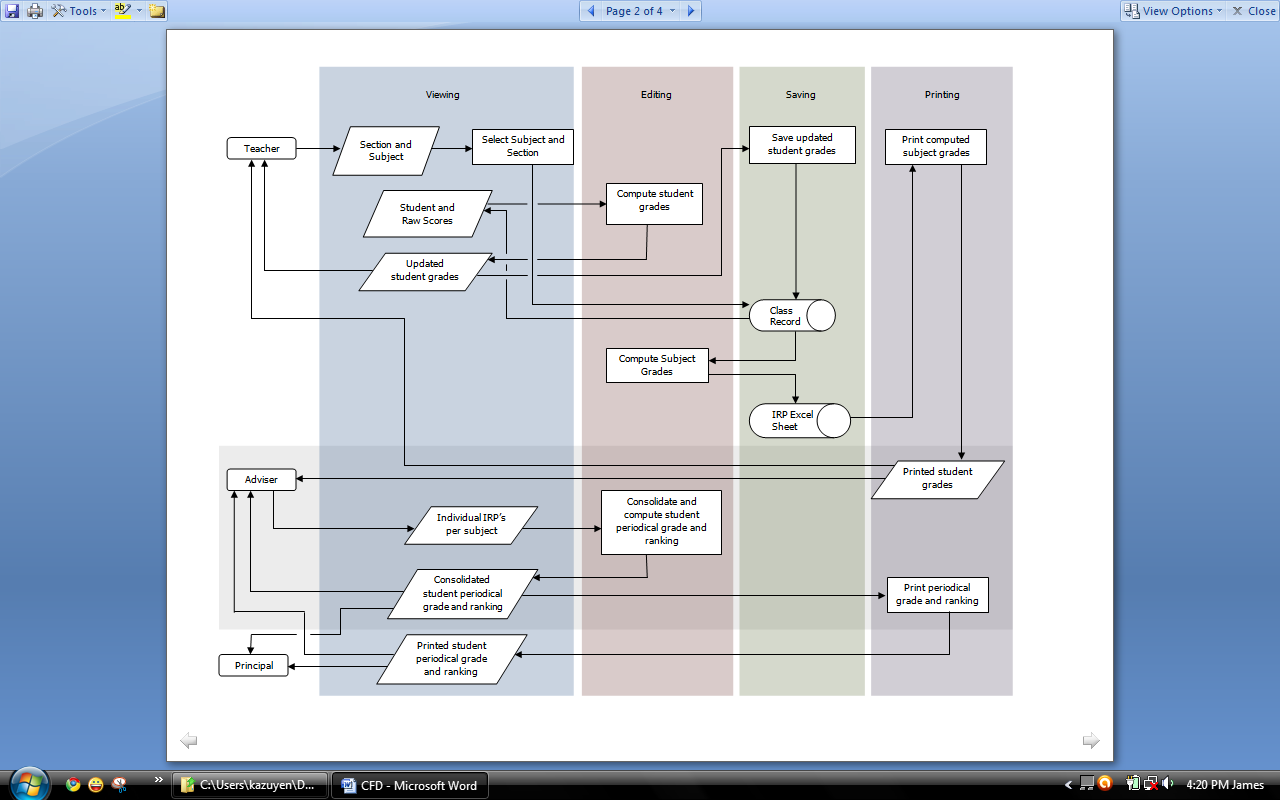 Tools
Page 2 of 4
View Options
Close
Viewing
Editing
Saving
Printing
Teacher
Section and
Subject
Select Subject and
Section
Save updated
student grades
Print computed
subject grades
Student and
Raw Scores
Compute student
grades
Updated
student grades
Class
Record
Compute Subject
Grades
IRP Excel
Sheet
Adviser
Printed student
grades
Individual IRP's
per subject
Consolidate and
compute student
periodical grade and
ranking
Consolidated
student periodical
grade and ranking
Print periodical
grade and ranking
Principal
Printed student
periodical grade
and ranking
C:\Users\kazuyen\D...
CFD - Microsoft Word
4:20 PM James